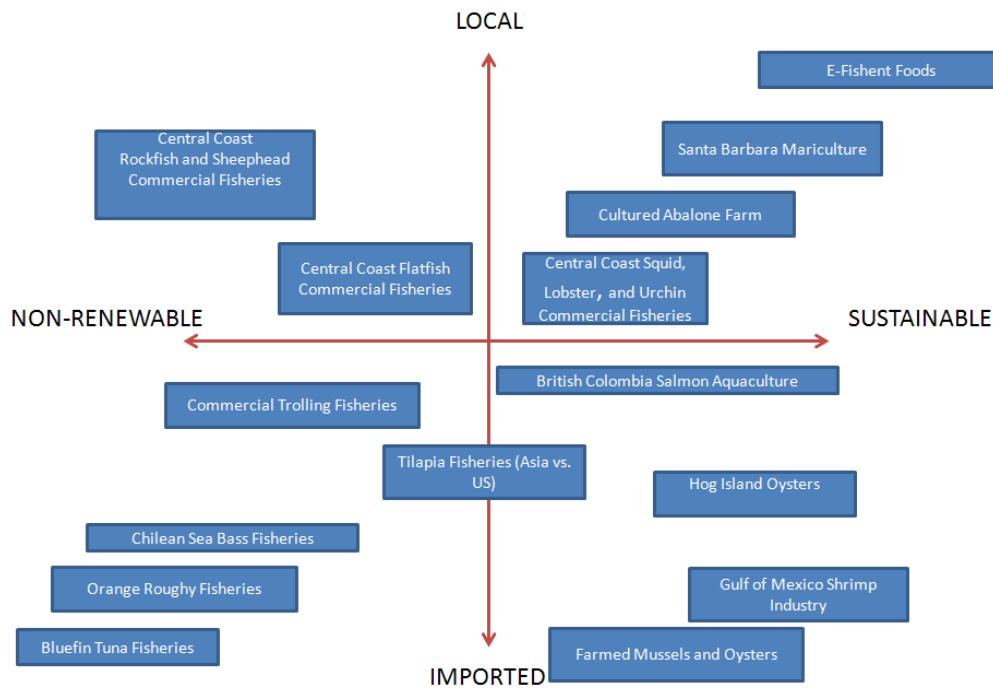 LOCAL
E-Fishent Foods
Central Coast
Rockfish and Sheephead
Commercial Fisheries
Santa Barbara Mariculture
Cultured Abalone Farm
Central Coast Flatfish
Commercial Fisheries
Central Coast Squid,
Lobster, and Urchin
Commercial Fisheries
NON-RENEWABLE
SUSTAINABLE
British Colombia Salmon Aquaculture
Commercial Trolling Fisheries
Tilapia Fisheries (Asia vs.
US)
Hog Island Oysters
Chilean Sea Bass Fisheries
Orange Roughy Fisheries
Gulf of Mexico Shrimp
Industry
Bluefin Tuna Fisheries
Farmed Mussels and Oysters
IMPORTED